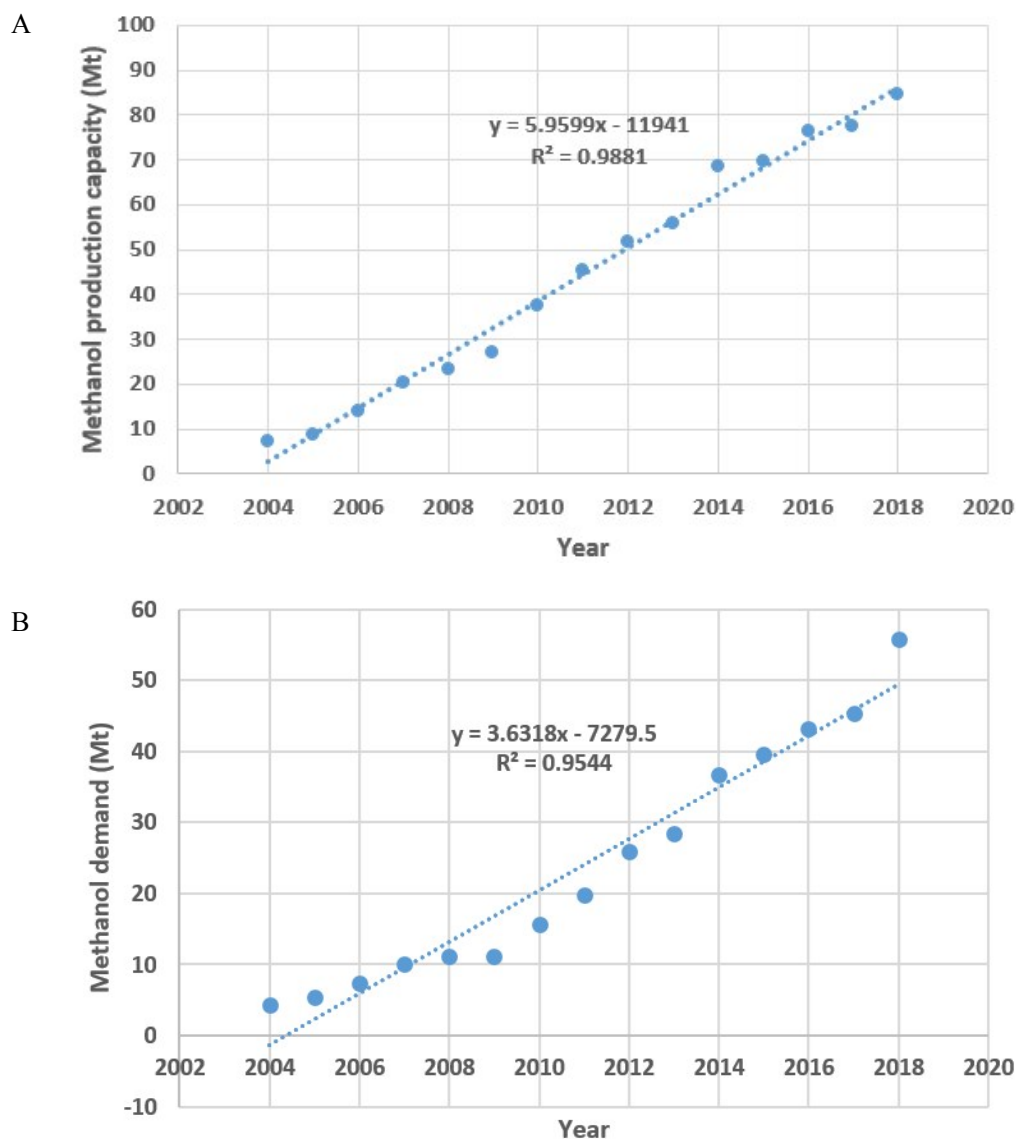 A
Methanol production capacity (Mt)
100
90
80
70
60
50
40
30
20
10
0
y = 5.9599x - 11941
R² = 0.9881
2002 2004 2006 2008 2010 2012 2014 2016 2018 2020
Year
B
Methanol demand (Mt)
60
50
40
30
20
10
0
-10
y = 3.6318x - 7279.5
R² = 0.9544
2002 2004 2006 2008 2010 2012 2014 2016 2018 2020
Year